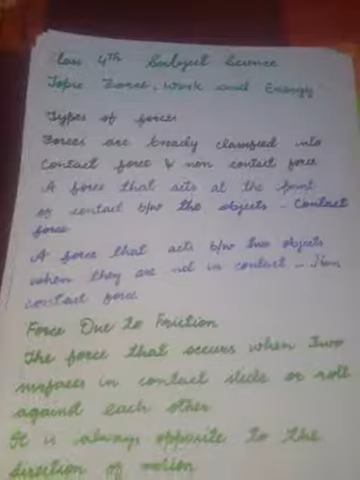 Class 4th Subject Science
Topic Force, Work and Energy
Types of forces
Forces are broadly classified into
Contact force & non contact force
A force that acts at the point
of contact b/w the objects - Contact
force
A force that acts b/w two objects
when they are not in contact - Non
contact force
Force Due to Friction
The force that occurs when two
surfaces in contact slide or roll
against each other
It is always opposite to the
direction of motion